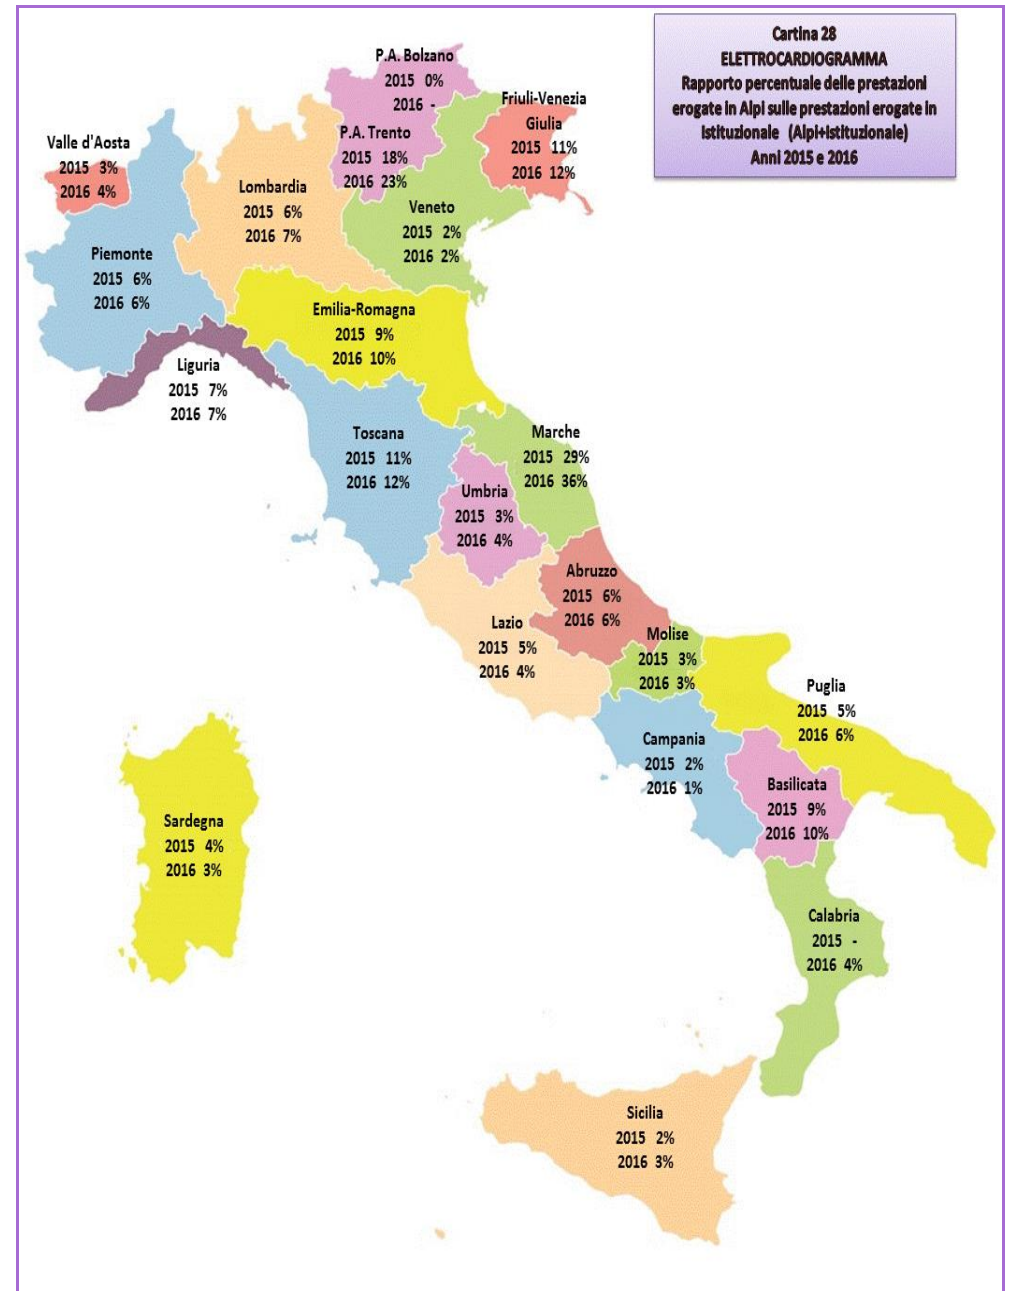 Cartina 28
ELETTROCARDIOGRAMMA
Rapporto percentuale delle prestazioni
erogate in Alpi sulle prestazioni erogate in
Istituzionale (Alpi+Istituzionale)
Anni 2015 e 2016
P.A. Bolzano
2015 0%
2016 -
Friuli-Venezia
Giulia
2015 11%
2016 12%
P.A. Trento
2015 18%
2016 23%
Valle d'Aosta
2015 3%
2016 4%
Lombardia
2015 6%
2016 7%
Veneto
2015 2%
2016 2%
Piemonte
2015 6%
2016 6%
Emilia-Romagna
2015 9%
2016 10%
Liguria
2015 7%
2016 7%
Toscana
2015 11%
2016 12%
Marche
2015 29%
2016 36%
Umbria
2015 3%
2016 4%
Abruzzo
2015 6%
2016 6%
Lazio
2015 5%
2016 4%
Molise
2015 3%
2016 3%
Puglia
2015 5%
2016 6%
Campania
2015 2%
2016 1%
Basilicata
2015 9%
2016 10%
Sardegna
2015 4%
2016 3%
Calabria
2015 -
2016 4%
Sicilia
2015 2%
2016 3%